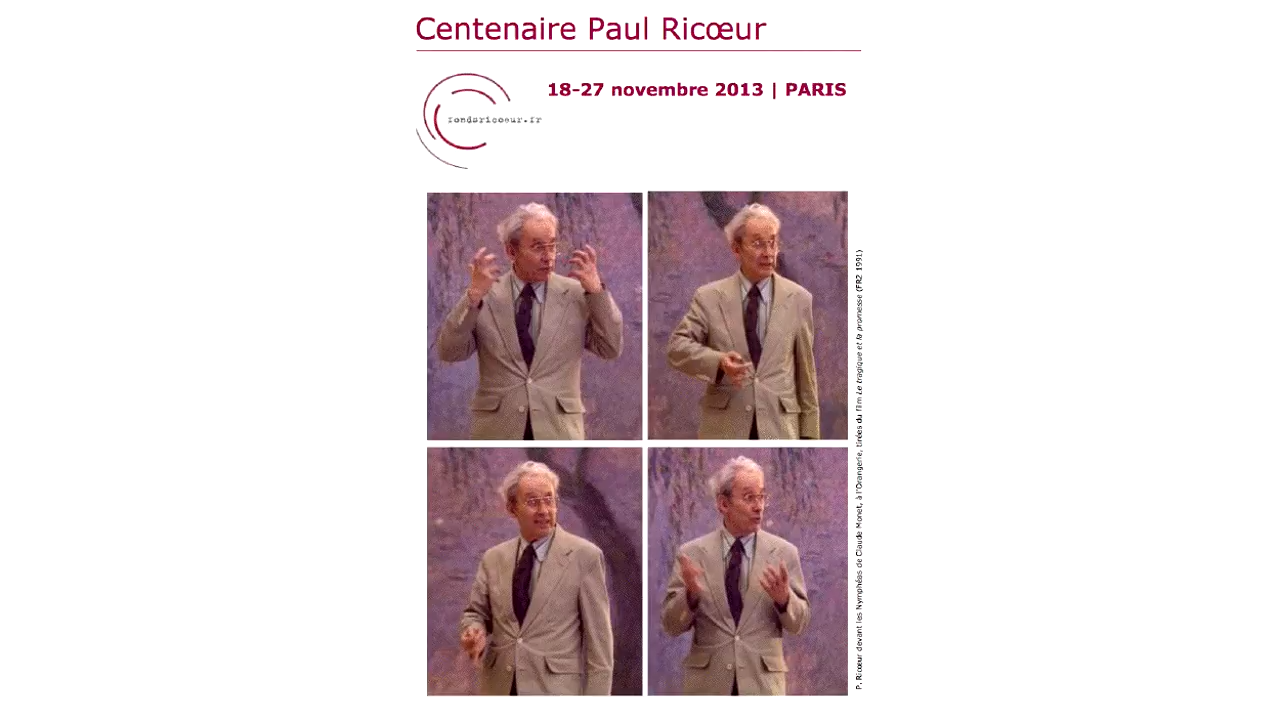 Centenaire Paul Ricœur
18-27 novembre 2013 | PARIS
fondsricoeur.fr
P. Ricœur devant les Nymphéas de Claude Monet, à l'Orangerie, tirées du film Le tragique et la promesse (FR2 1991)